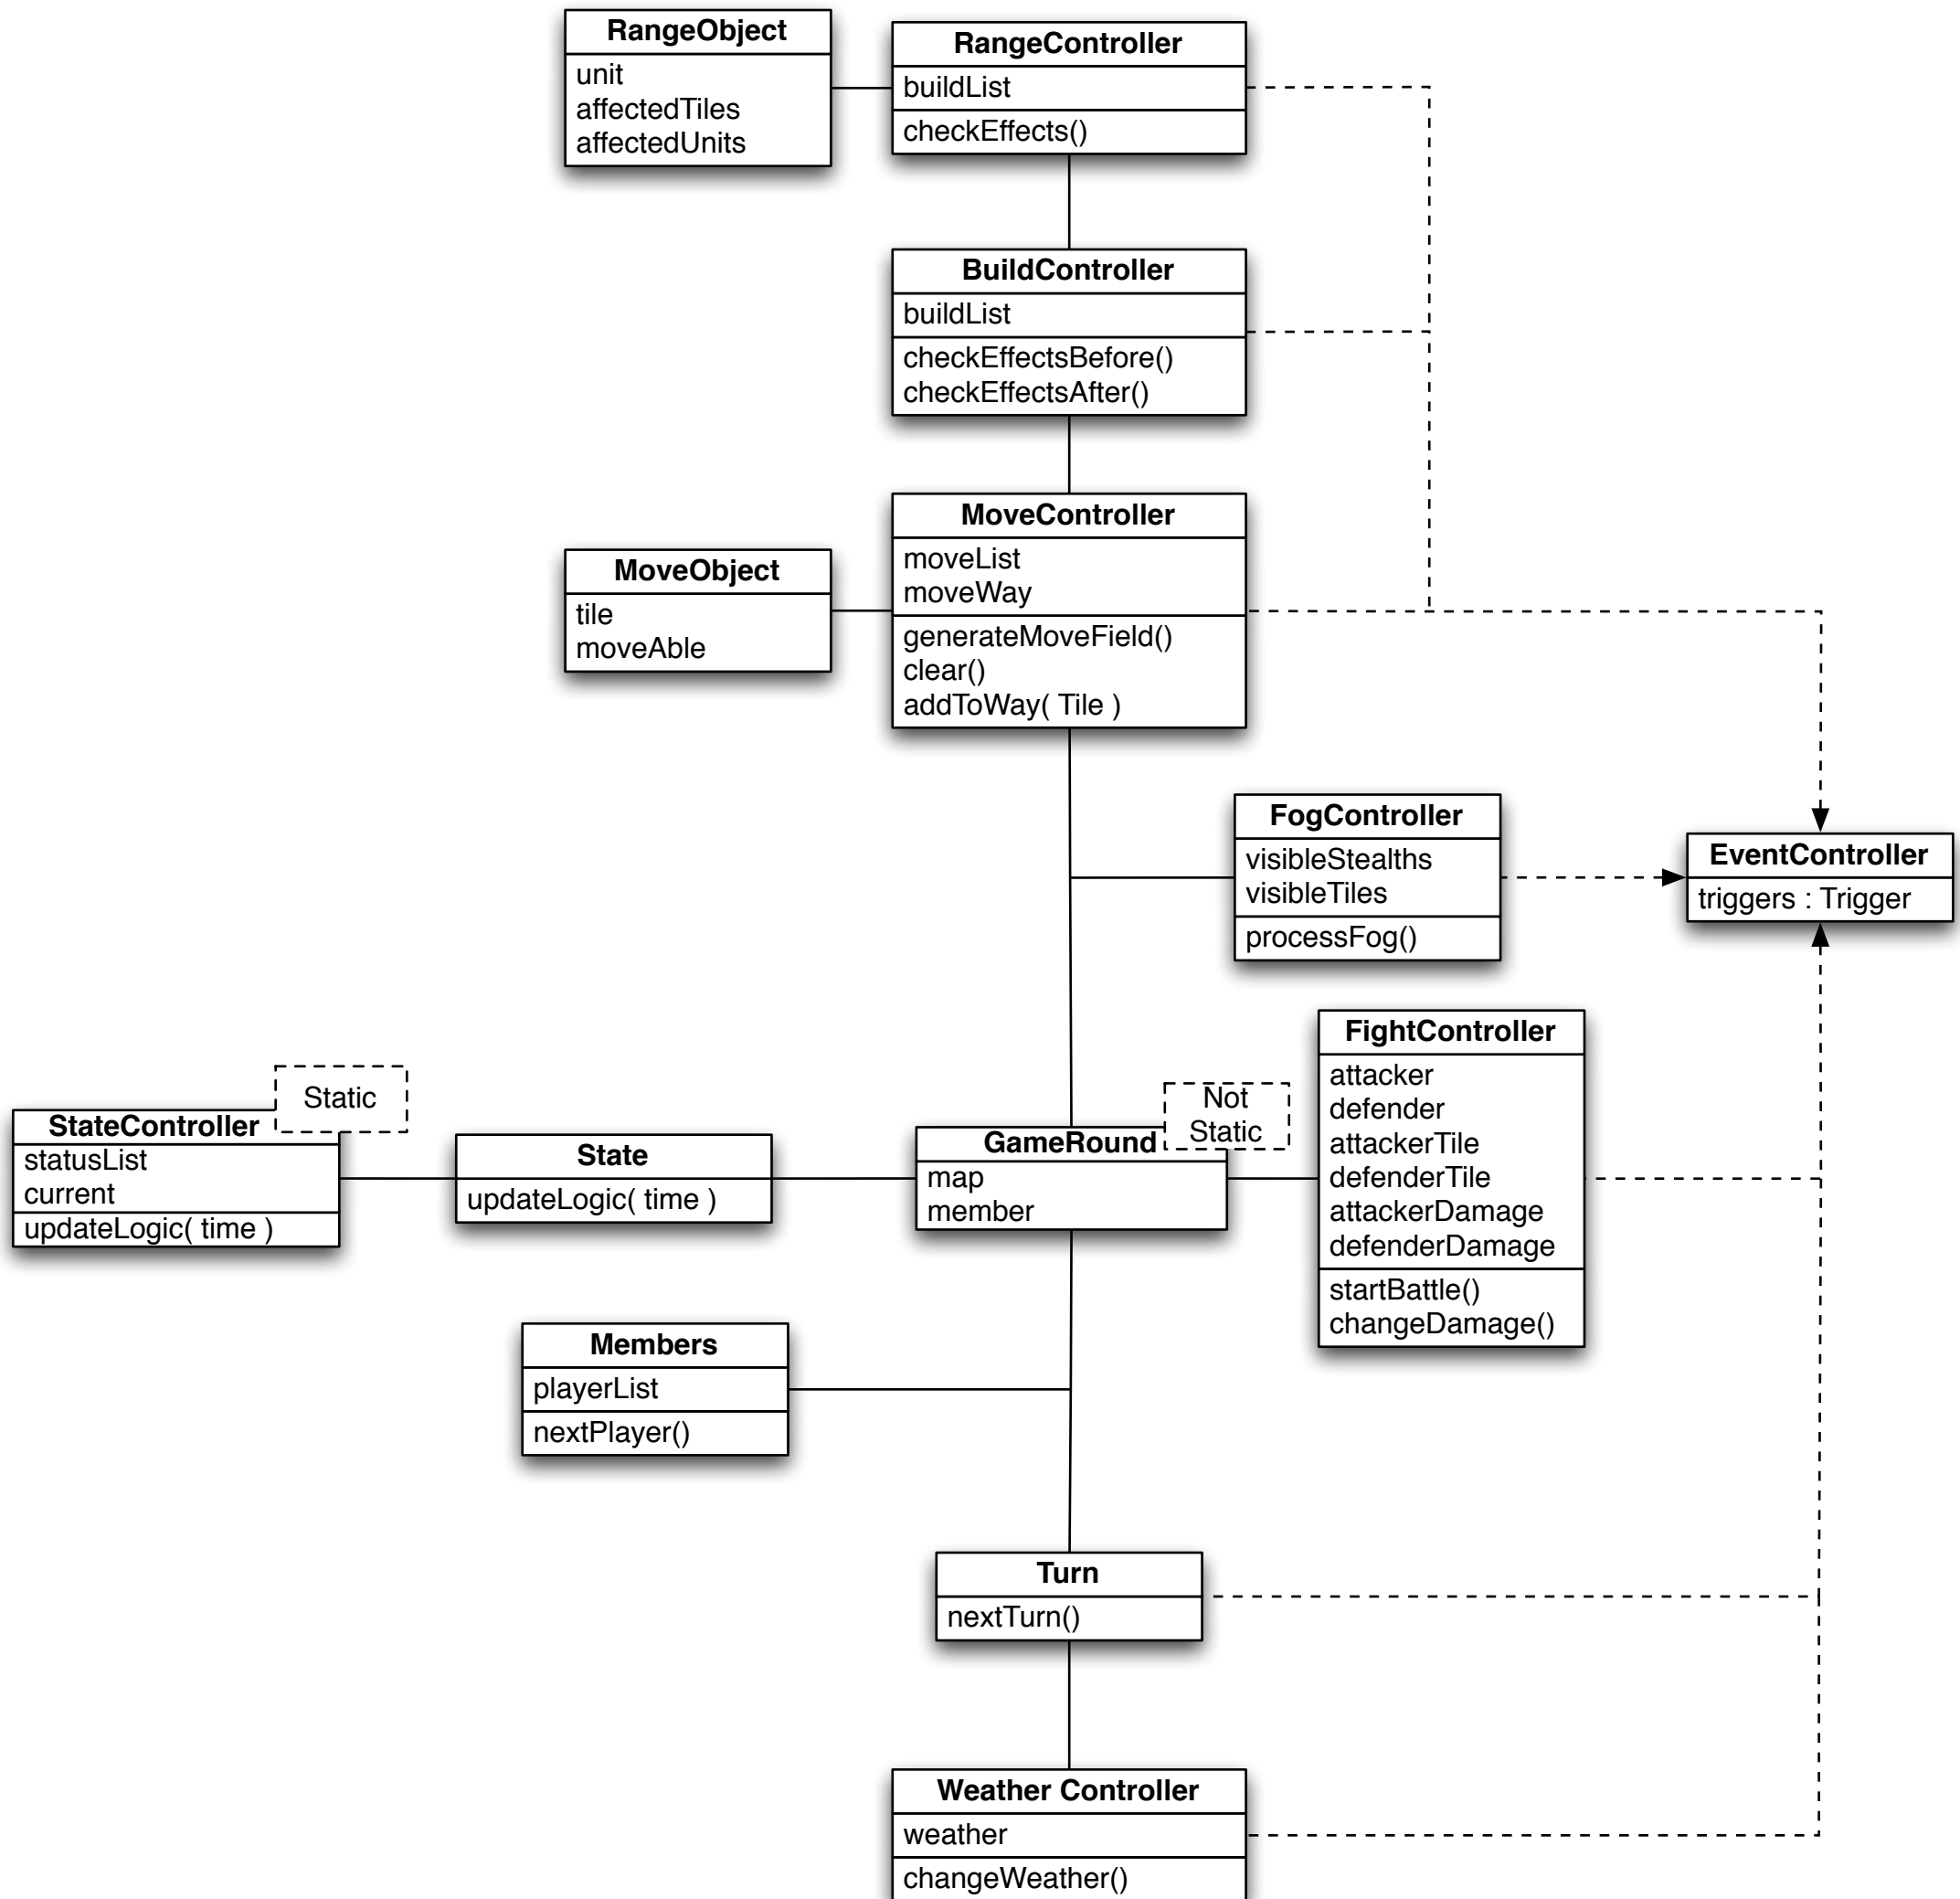 RangeObject
unit
affectedTiles
affectedUnits
RangeController
buildList
checkEffects()
BuildController
buildList
checkEffectsBefore()
checkEffectsAfter()
MoveController
moveList
moveWay
generateMoveField()
clear()
addToWay( Tile )
MoveObject
tile
moveAble
FogController
visibleStealths
visibleTiles
processFog()
EventController
triggers : Trigger
FightController
attacker
defender
attackerTile
defenderTile
attackerDamage
defenderDamage
startBattle()
changeDamage()
Static
StateController
statusList
current
updateLogic( time )
State
updateLogic( time )
Not
Static
GameRound
map
member
Members
playerList
nextPlayer()
Turn
nextTurn()
Weather Controller
weather
changeWeather()